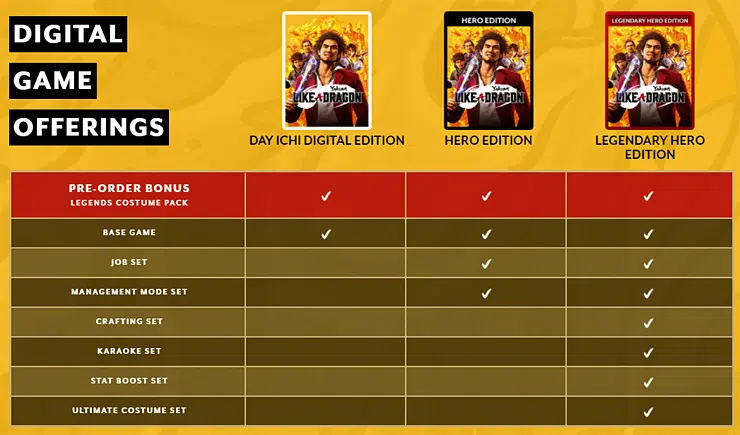 DIGITAL
GAME
OFFERINGS
HERO EDITION
LEGENDARY HERO EDITION
Yakuza
LIKE A DRAGON
Yakuza
LIKE A DRAGON
Yakuza
LIKE A DRAGON
DAY ICHI DIGITAL EDITION
HERO EDITION
LEGENDARY HERO
EDITION
PRE-ORDER BONUS
LEGENDS COSTUME PACK
✓ ✓ ✓
BASE GAME ✓ ✓ ✓
JOB SET ✓ ✓
MANAGEMENT MODE SET ✓ ✓
CRAFTING SET ✓
KARAOKE SET ✓
STAT BOOST SET ✓
ULTIMATE COSTUME SET ✓